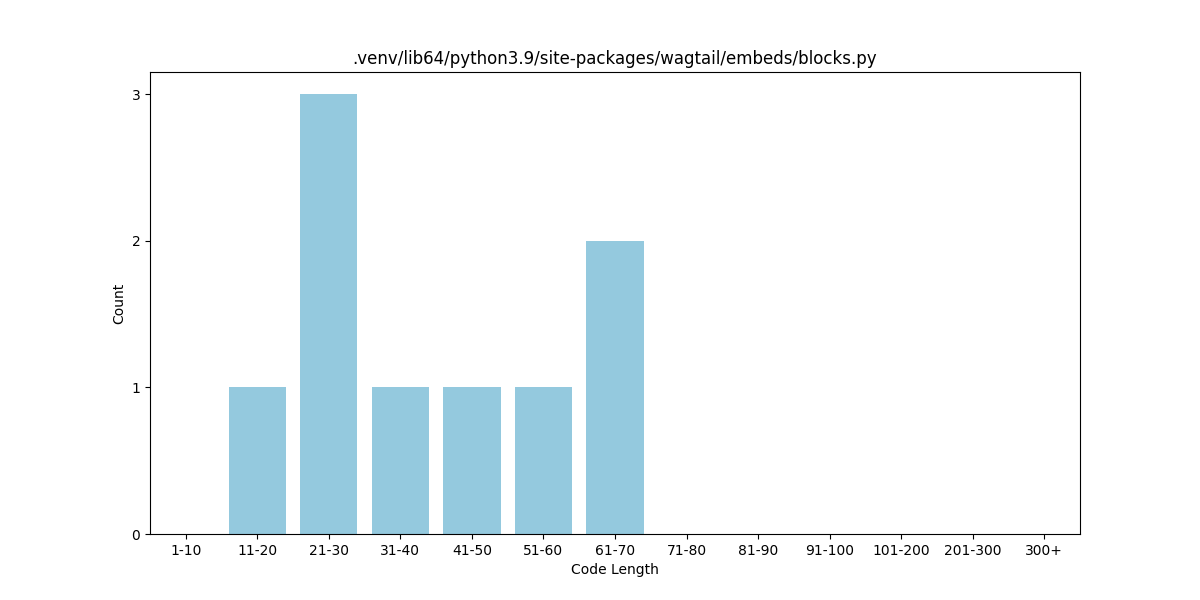 .venv/lib64/python3.9/site-packages/wagtail/embeds/blocks.py
3
2
1
0
Count
1-10 11-20 21-30 31-40 41-50 51-60 61-70 71-80 81-90 91-100 101-200 201-300 300+
Code Length